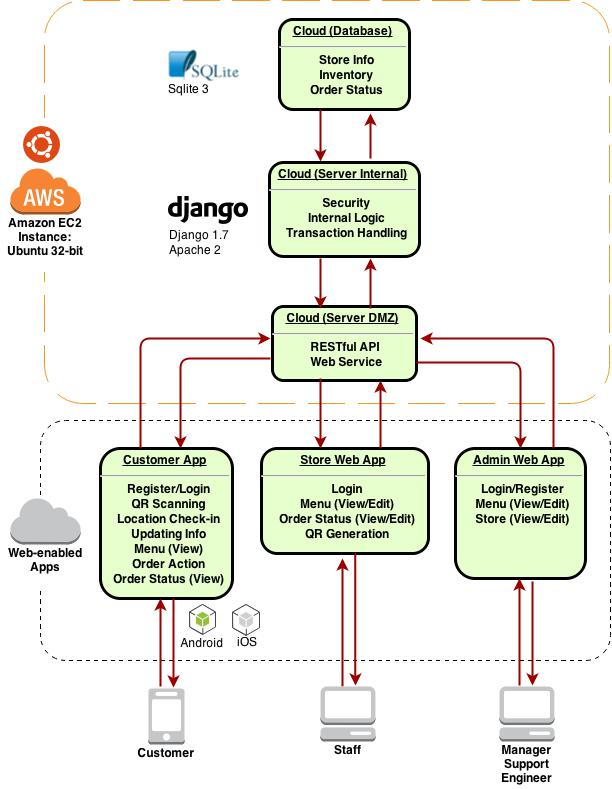 Cloud (Database)
Store Info
Inventory
Order Status
SQLite
Sqlite 3
AWS
Amazon EC2
Instance:
Ubuntu 32-bit
Cloud (Server Internal)
Security
Internal Logic
Transaction Handling
django
Django 1.7
Apache 2
Cloud (Server DMZ)
RESTful API
Web Service
Web-enabled
Apps
Customer App
Register/Login
QR Scanning
Location Check-in
Updating Info
Menu (View)
Order Action
Order Status (View)
Store Web App
Login
Menu (View/Edit)
Order Status (View/Edit)
QR Generation
Admin Web App
Login/Register
Menu (View/Edit)
Store (View/Edit)
Android
iOS
Customer
Staff
Manager
Support
Engineer